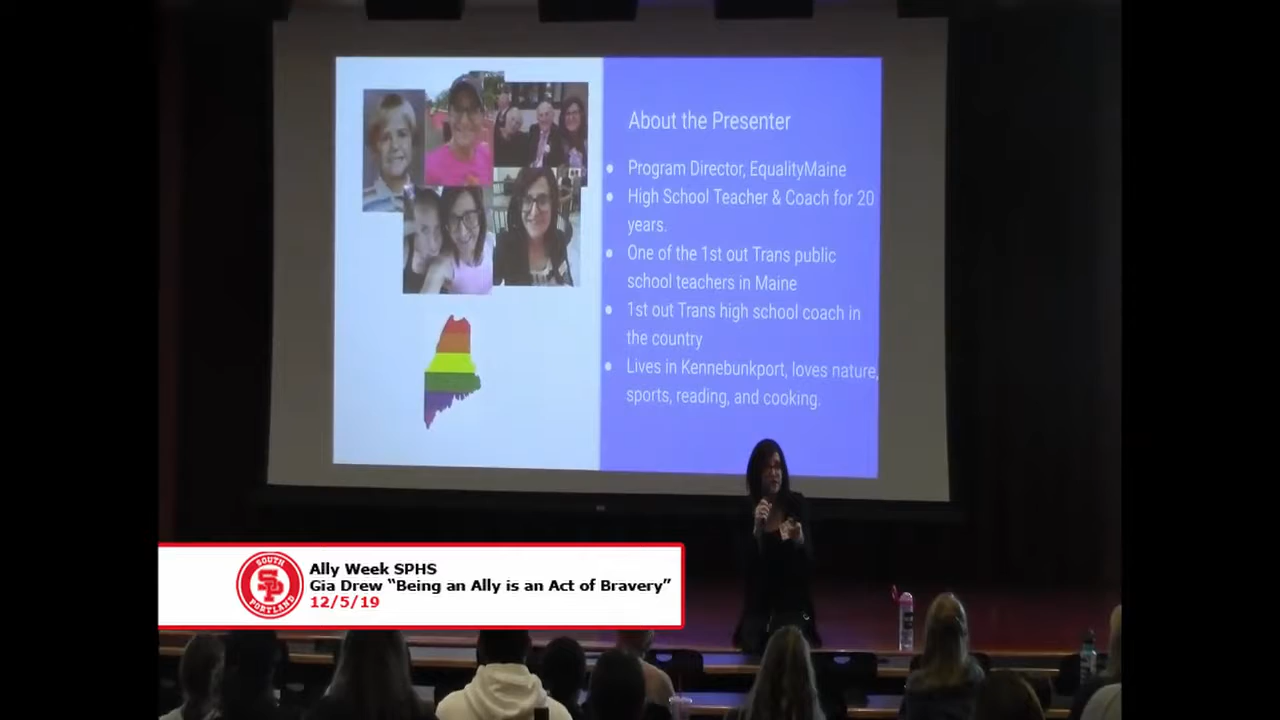 About the Presenter
Program Director, EqualityMaine
High School Teacher & Coach for 20
years.
One of the 1st out Trans public
school teachers in Maine
1st out Trans high school coach in
the country
Lives in Kennebunkport, loves nature,
sports, reading, and cooking.
SOUTH
SP
PORTLAND
Ally Week SPHS
Gia Drew “Being an Ally is an Act of Bravery”
12/5/19